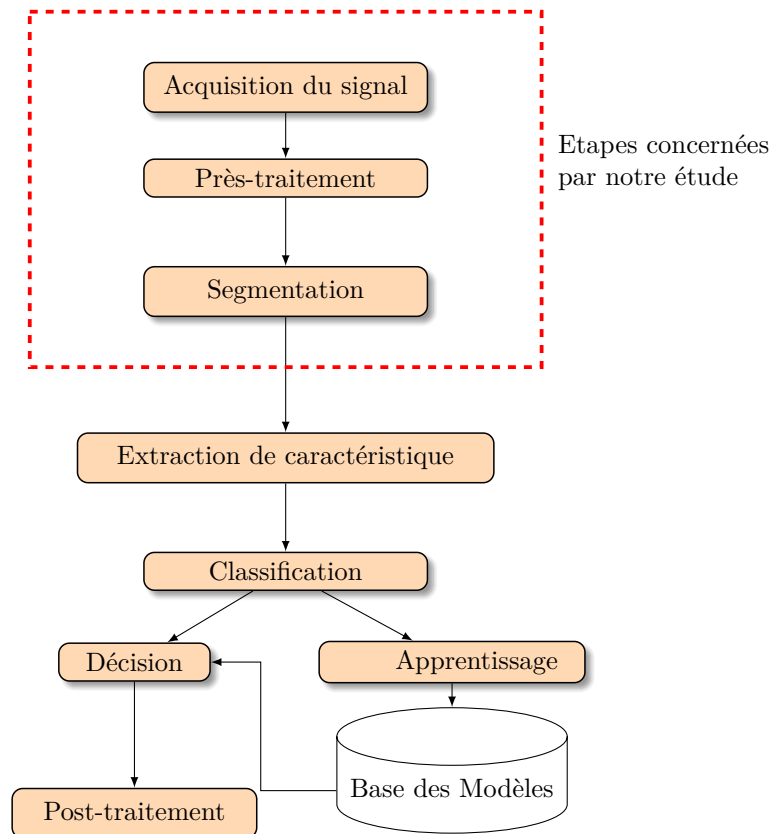 Acquisition du signal
Etapes concernées
par notre étude
Près-traitement
Segmentation
Extraction de caractéristique
Classification
Décision
Apprentissage
Base des Modèles
Post-traitement